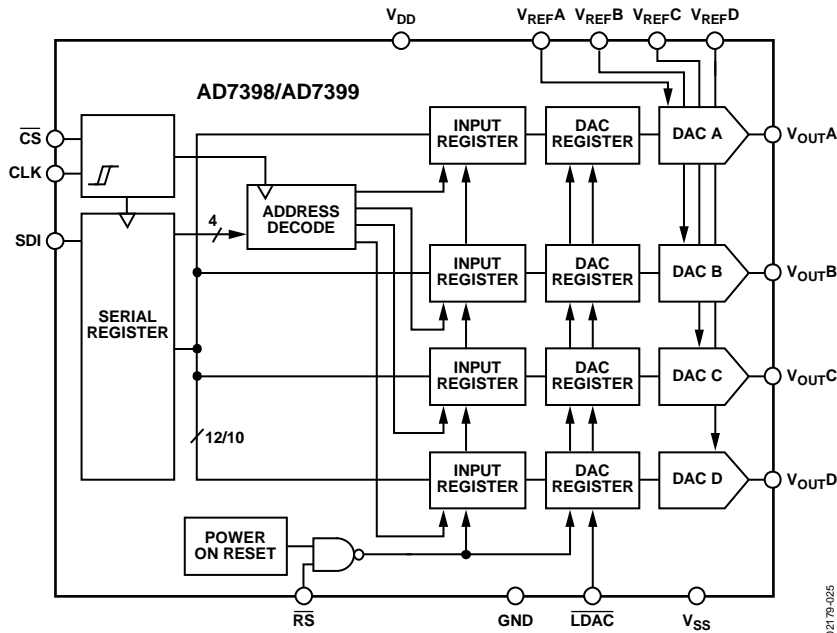 VDD
VREFA VREFB VREFC VREFD
AD7398/AD7399
CS
CLK
SDI
SERIAL
REGISTER
4
ADDRESS
DECODE
12/10
INPUT
REGISTER
DAC
REGISTER
DAC A
VOUTA
INPUT
REGISTER
DAC
REGISTER
DAC B
VOUTB
INPUT
REGISTER
DAC
REGISTER
DAC C
VOUTC
INPUT
REGISTER
DAC
REGISTER
DAC D
VOUTD
POWER
ON RESET
RS
GND
LDAC
VSS
02179-025